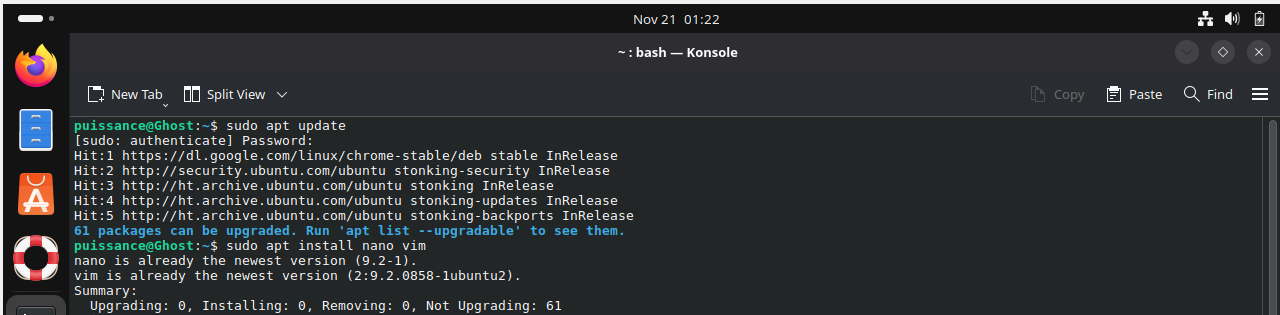 Nov 21 01:22
~ : bash — Konsole
New Tab Split View Copy Paste Find
puissance@Ghost:~$ sudo apt update
[sudo: authenticate] Password:
Hit:1 https://dl.google.com/linux/chrome-stable/deb stable InRelease
Hit:2 http://security.ubuntu.com/ubuntu stonking-security InRelease
Hit:3 http://ht.archive.ubuntu.com/ubuntu stonking InRelease
Hit:4 http://ht.archive.ubuntu.com/ubuntu stonking-updates InRelease
Hit:5 http://ht.archive.ubuntu.com/ubuntu stonking-backports InRelease
61 packages can be upgraded. Run 'apt list --upgradable' to see them.
puissance@Ghost:~$ sudo apt install nano vim
nano is already the newest version (9.2-1).
vim is already the newest version (2:9.2.0858-1ubuntu2).
Summary:
  Upgrading: 0, Installing: 0, Removing: 0, Not Upgrading: 61